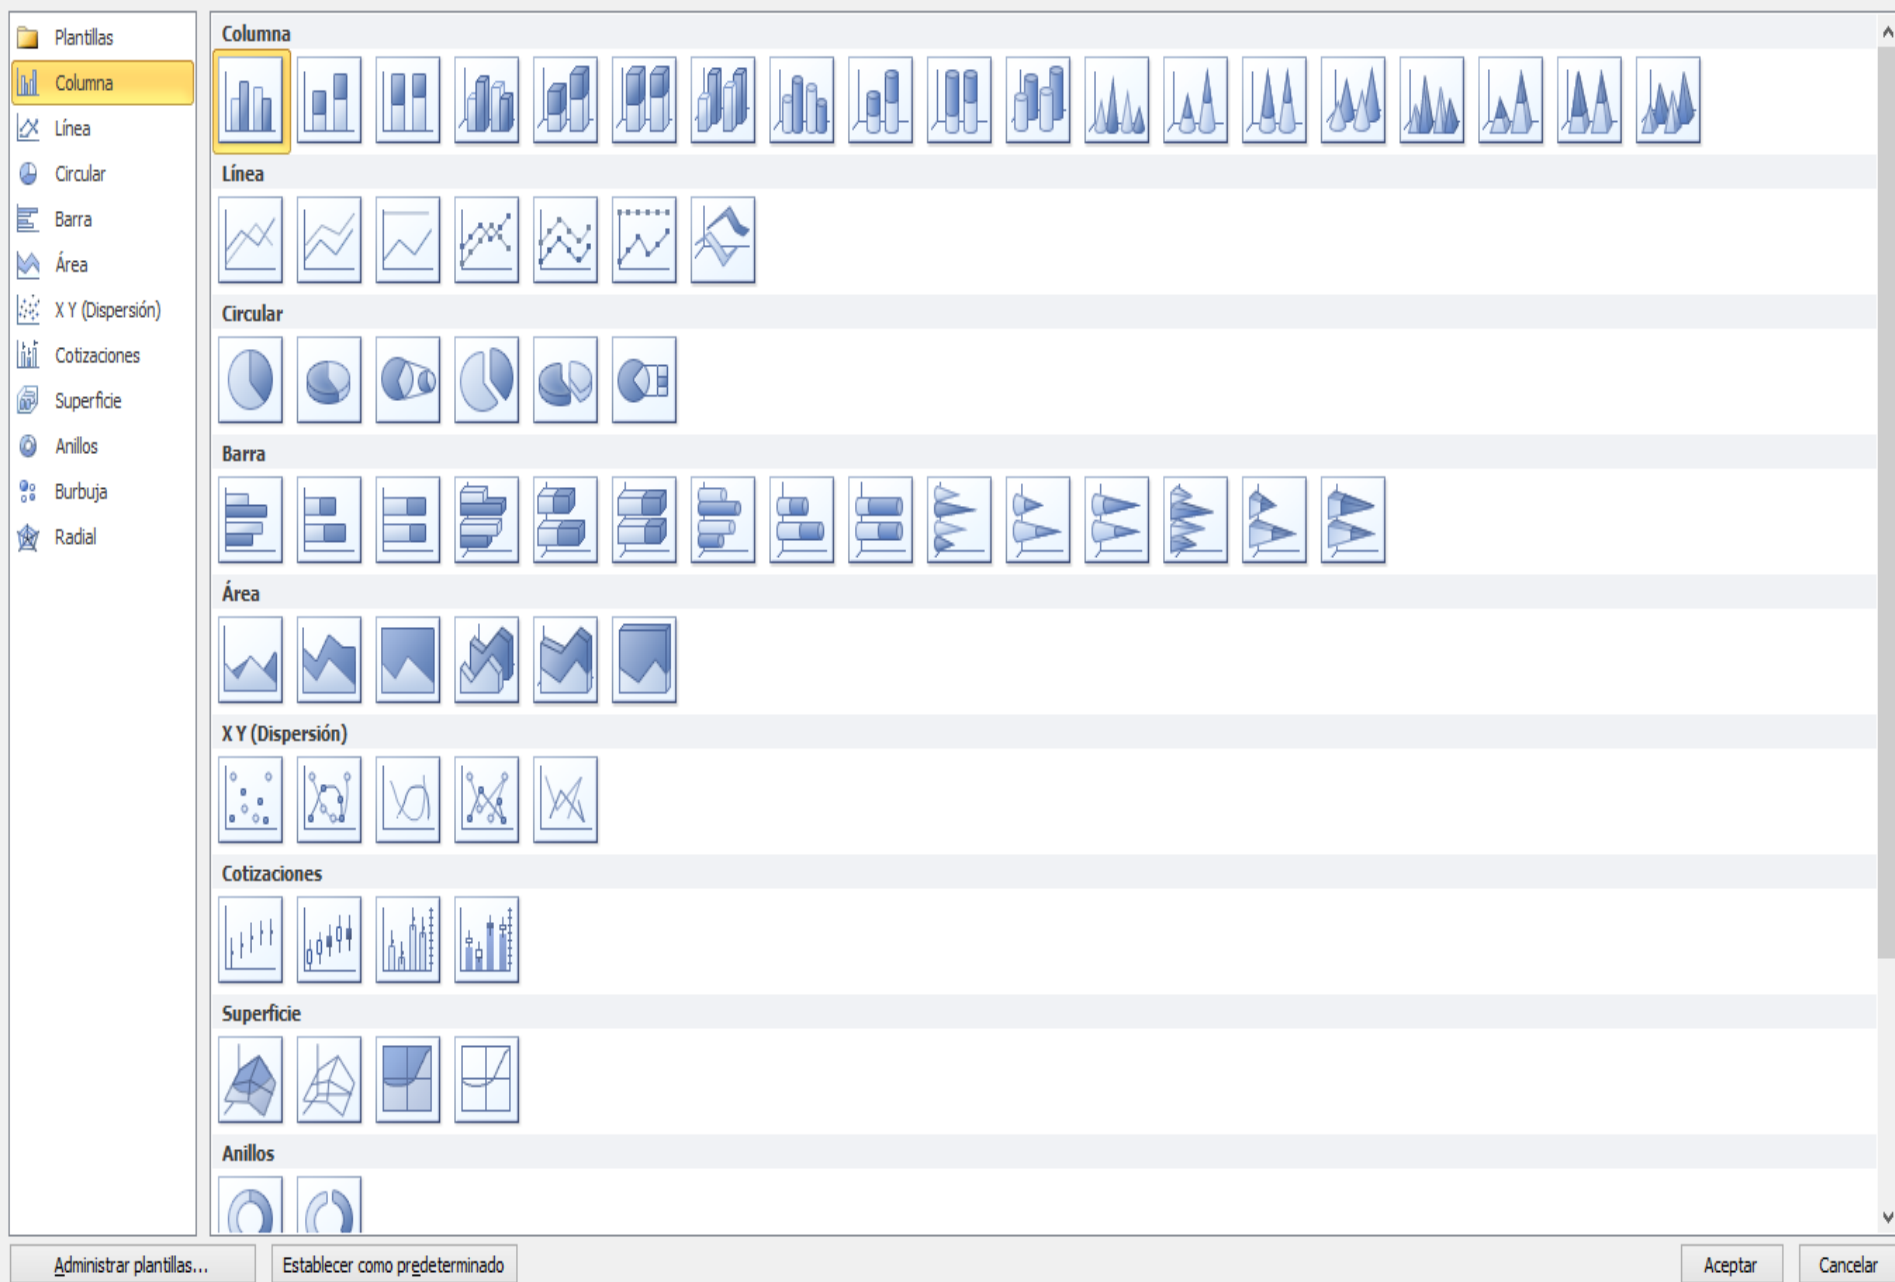 Plantillas
Columna
Línea
Circular
Barra
Área
X Y (Dispersión)
Cotizaciones
Superficie
Anillos
Burbuja
Radial
Columna
Línea
Circular
Barra
Área
X Y (Dispersión)
Cotizaciones
Superficie
Anillos
Administrar plantillas...
Establecer como predeterminado
Aceptar
Cancelar